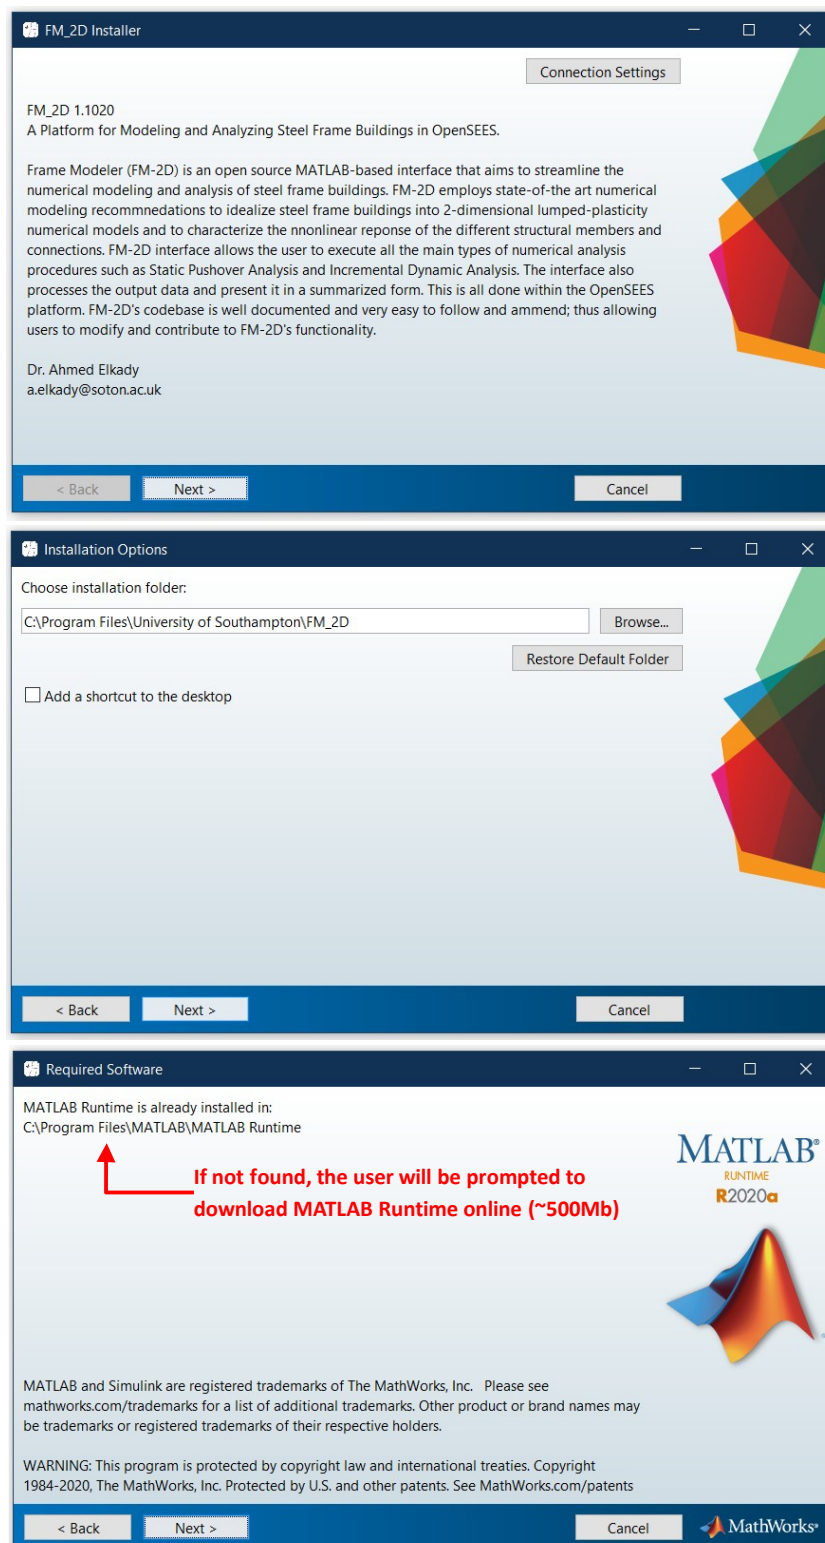 FM_2D Installer
Connection Settings
FM_2D 1.1020
A Platform for Modeling and Analyzing Steel Frame Buildings in OpenSEES.
Frame Modeler (FM-2D) is an open source MATLAB-based interface that aims to streamline the
numerical modeling and analysis of steel frame buildings. FM-2D employs state-of-the art numerical
modeling recommnedations to idealize steel frame buildings into 2-dimensional lumped-plasticity
numerical models and to characterize the nnonlinear reponse of the different structural members and
connections. FM-2D interface allows the user to execute all the main types of numerical analysis
procedures such as Static Pushover Analysis and Incremental Dynamic Analysis. The interface also
processes the output data and present it in a summarized form. This is all done within the OpenSEES
platform. FM-2D's codebase is well documented and very easy to follow and ammend; thus allowing
users to modify and contribute to FM-2D's functionality.
Dr. Ahmed Elkady
a.elkady@soton.ac.uk
< Back Next > Cancel
Installation Options
Choose installation folder:
C:\Program Files\University of Southampton\FM_2D Browse...
Restore Default Folder
Add a shortcut to the desktop
< Back Next > Cancel
Required Software
MATLAB Runtime is already installed in:
C:\Program Files\MATLAB\MATLAB Runtime
MATLAB®
RUNTIME
R2020a
If not found, the user will be prompted to
download MATLAB Runtime online (~500Mb)
MATLAB and Simulink are registered trademarks of The MathWorks, Inc. Please see
mathworks.com/trademarks for a list of additional trademarks. Other product or brand names may
be trademarks or registered trademarks of their respective holders.
WARNING: This program is protected by copyright law and international treaties. Copyright
1984-2020, The MathWorks, Inc. Protected by U.S. and other patents. See MathWorks.com/patents
< Back Next > Cancel MathWorks®